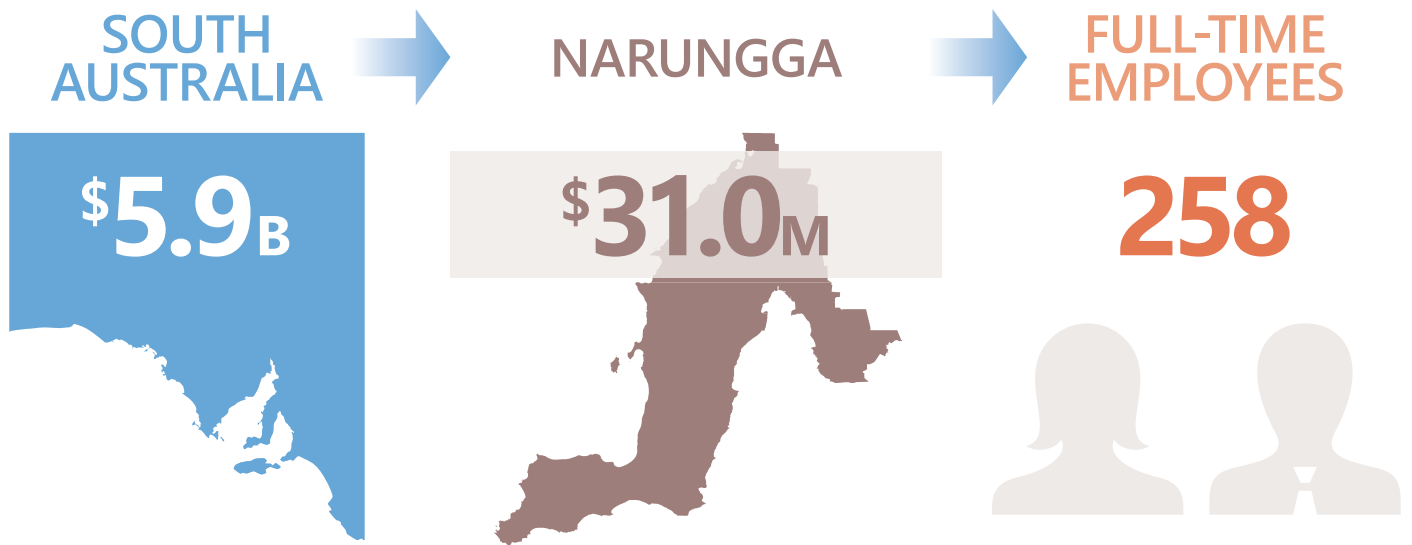 SOUTH
AUSTRALIA
NARUNGGA
FULL-TIME
EMPLOYEES
$5.9B
$31.0M
258